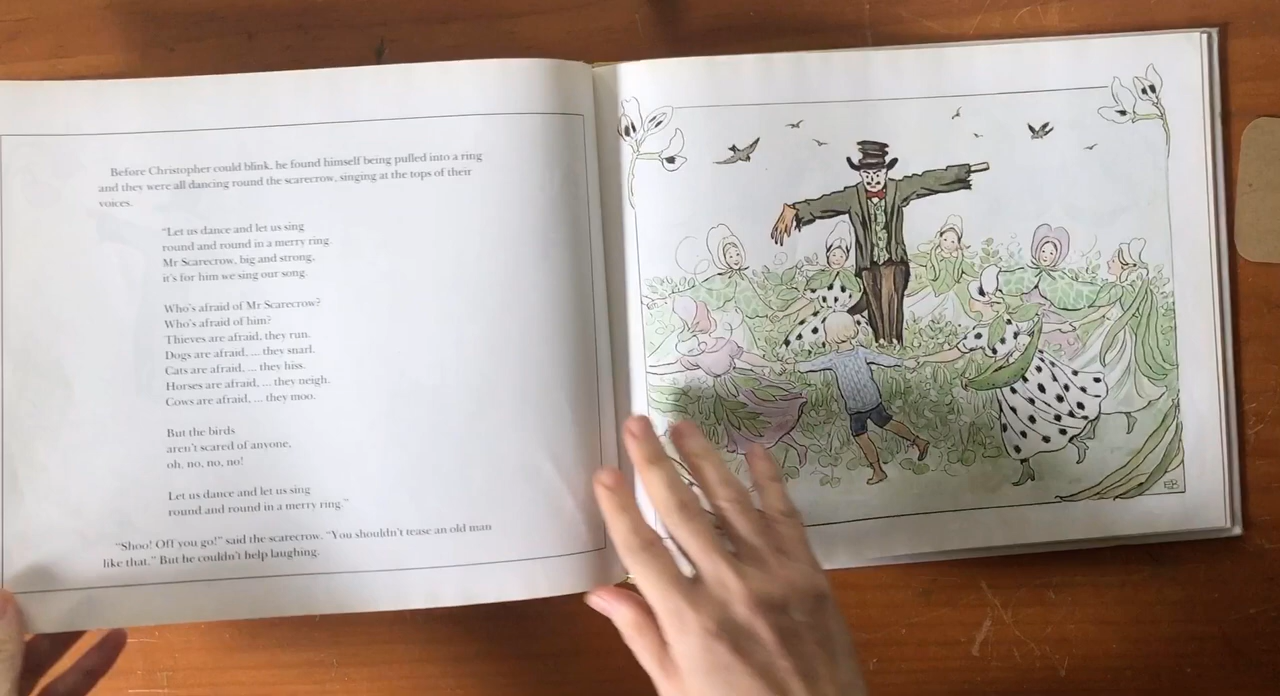 Before Christopher could blink, he found himself being pulled into a ring
and they were all dancing round the scarecrow, singing at the tops of their
voices.
"Let us dance and let us sing
round and round in a merry ring.
Mr Scarecrow, big and strong,
it's for him we sing our song.
Who's afraid of Mr Scarecrow?
Who's afraid of him?
Thieves are afraid, they run.
Dogs are afraid, ... they snarl.
Cats are afraid, ... they hiss.
Horses are afraid, ... they neigh.
Cows are afraid, ... they moo.
But the birds
aren't scared of anyone,
oh, no, no, no!
Let us dance and let us sing
round and round in a merry ring."
"Shoo! Off you go!" said the scarecrow. "You shouldn't tease an old man
like that." But he couldn't help laughing.
EB